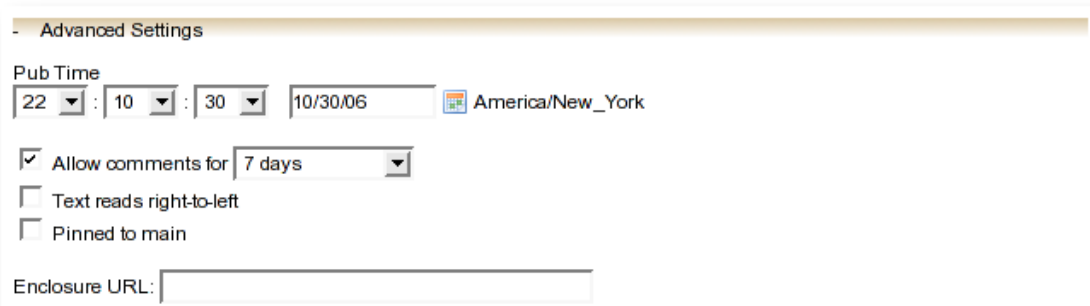 - Advanced Settings
Pub Time
22 : 10 : 30 10/30/06 America/New_York
Allow comments for 7 days
Text reads right-to-left
Pinned to main
Enclosure URL: